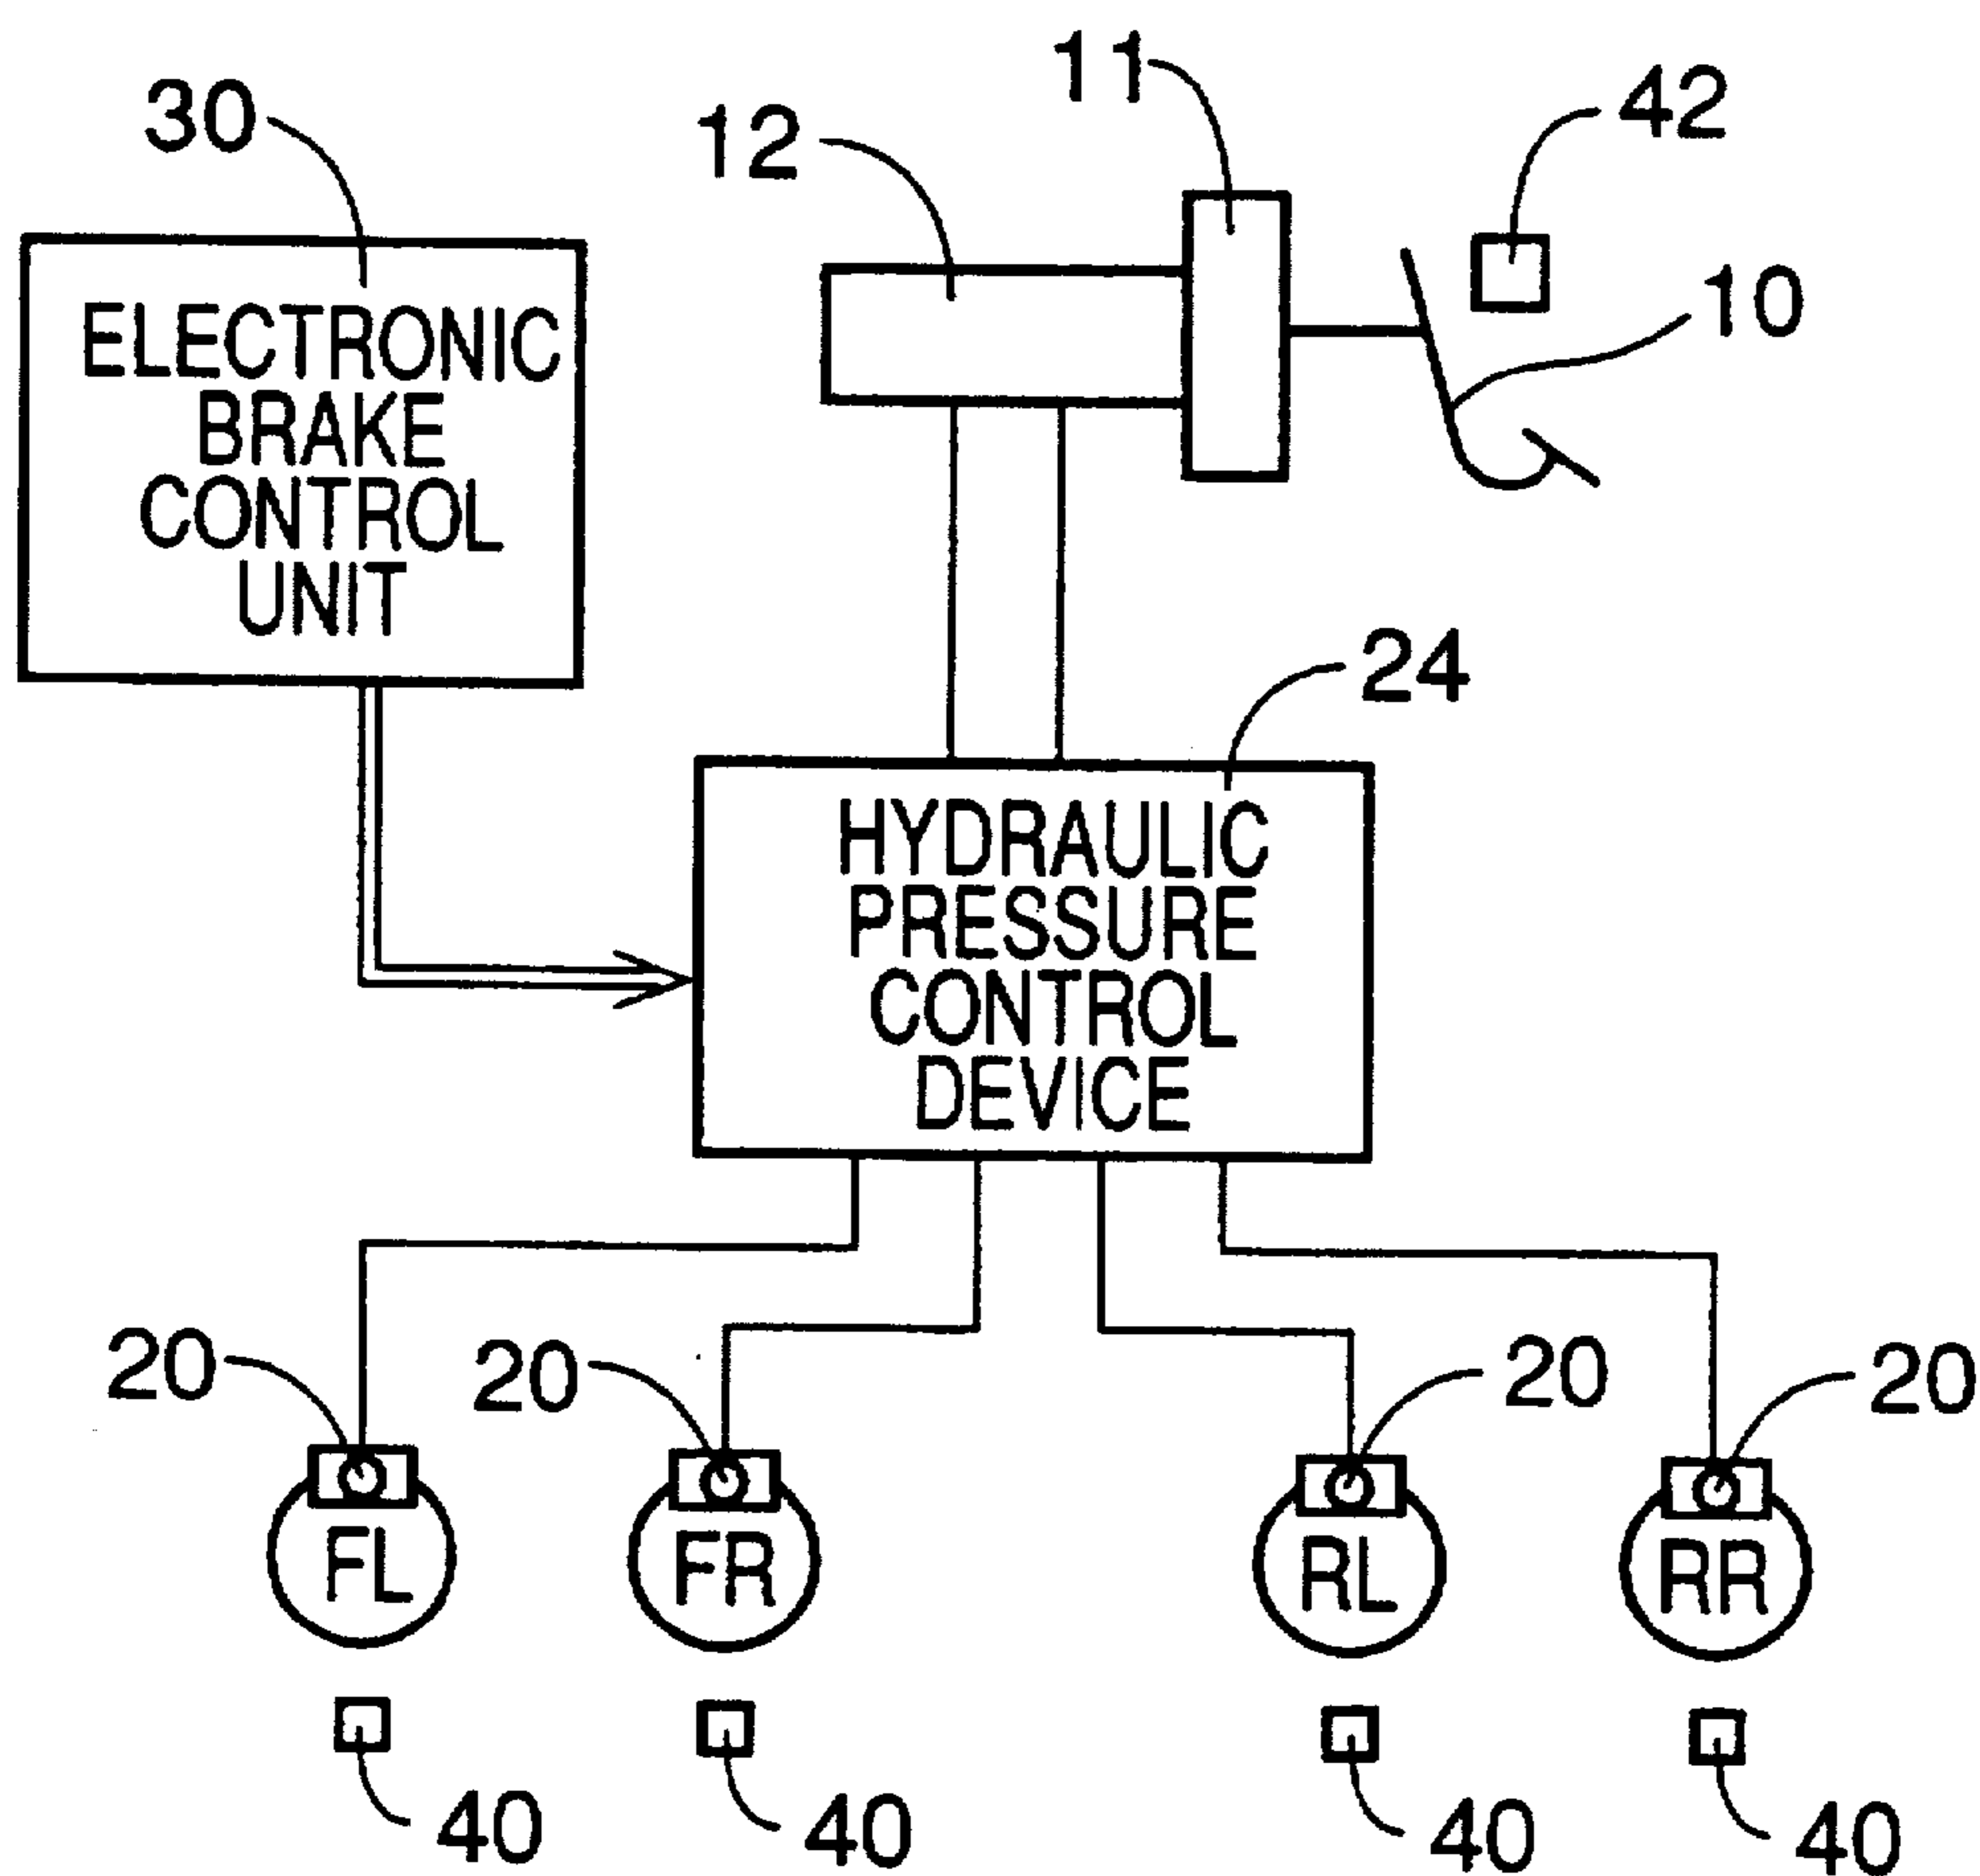 11
42
30
12
10
ELECTRONIC
BRAKE
CONTROL
UNIT
24
HYDRAULIC
PRESSURE
CONTROL
DEVICE
20 20 20 20
FL FR RL RR
40 40 40 40